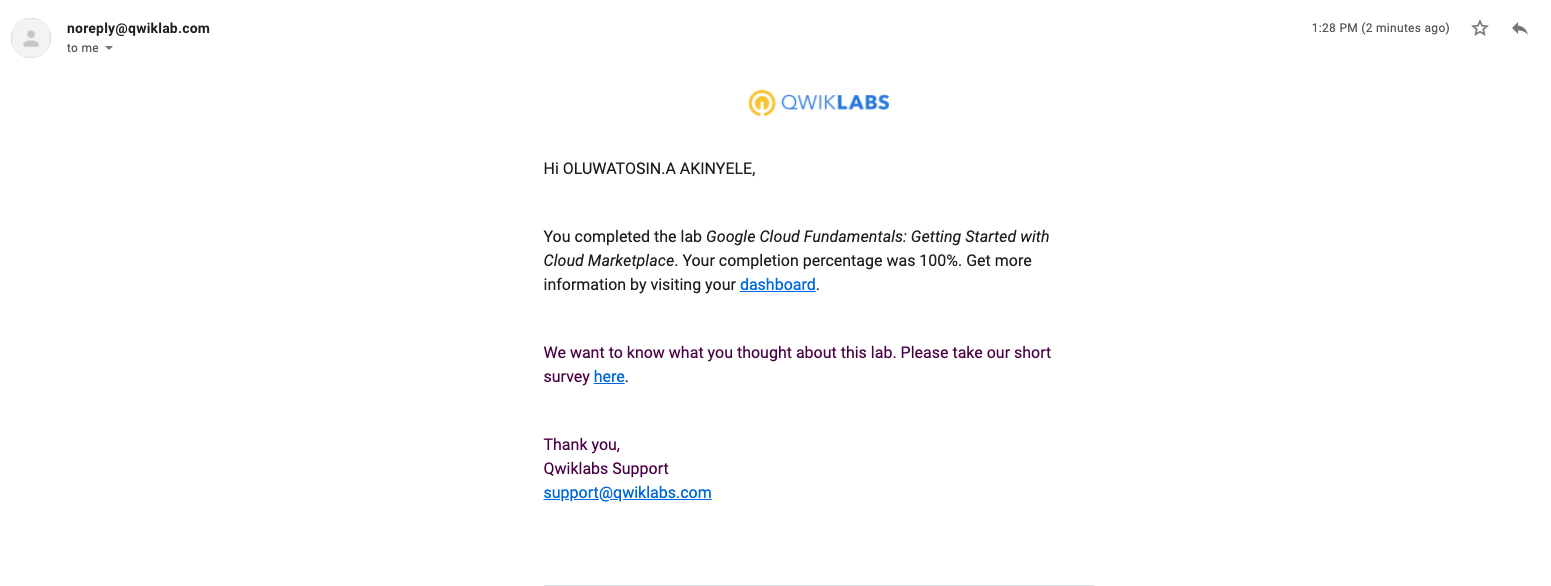 noreply@qwiklab.com
1:28 PM (2 minutes ago)
to me
QWIKLABS
Hi OLUWATOSIN.A AKINYELE,
You completed the lab Google Cloud Fundamentals: Getting Started with
Cloud Marketplace. Your completion percentage was 100%. Get more
information by visiting your dashboard.
We want to know what you thought about this lab. Please take our short
survey here.
Thank you,
Qwiklabs Support
support@qwiklabs.com